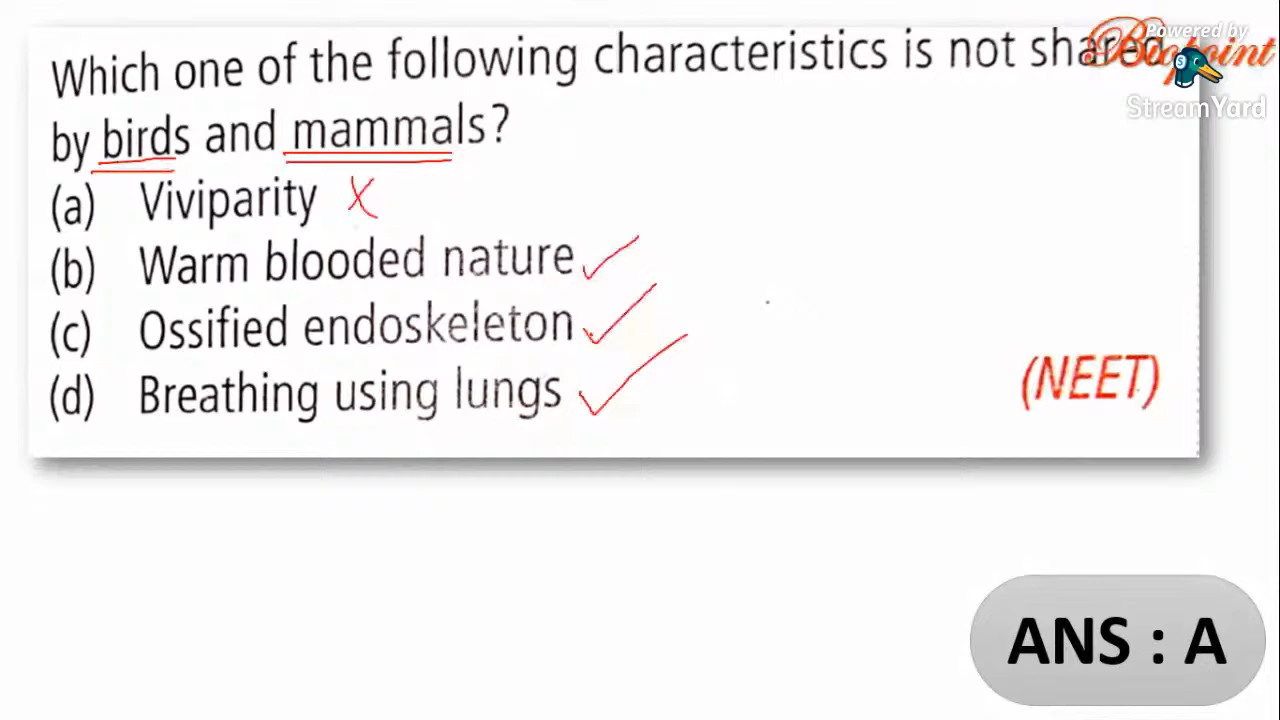 Which one of the following characteristics is not shared
by birds and mammals?
(a) Viviparity
(b) Warm blooded nature
(c) Ossified endoskeleton
(d) Breathing using lungs
(NEET)
Powered by
Biopoint
StreamYard
ANS : A